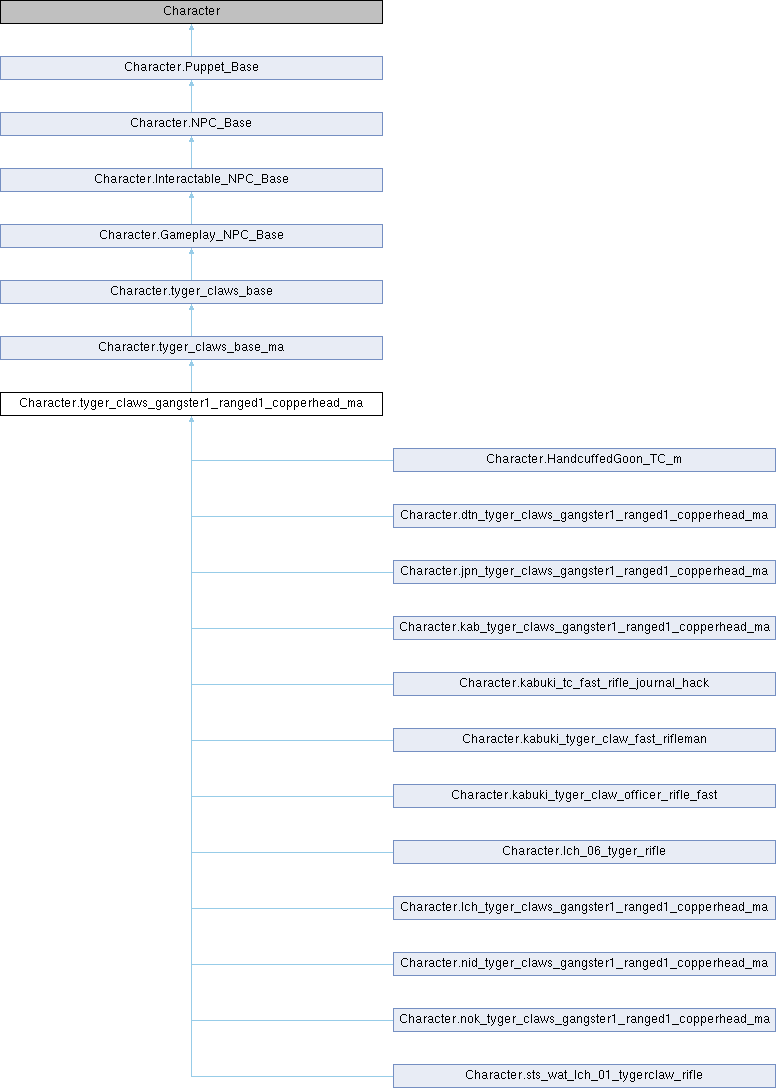 Character
Character.Puppet_Base
Character.NPC_Base
Character.Interactable_NPC_Base
Character.Gameplay_NPC_Base
Character.tyger_claws_base
Character.tyger_claws_base_ma
Character.tyger_claws_gangster1_ranged1_copperhead_ma
Character.HandcuffedGoon_TC_m
Character.dtn_tyger_claws_gangster1_ranged1_copperhead_ma
Character.jpn_tyger_claws_gangster1_ranged1_copperhead_ma
Character.kab_tyger_claws_gangster1_ranged1_copperhead_ma
Character.kabuki_tc_fast_rifle_journal_hack
Character.kabuki_tyger_claw_fast_rifleman
Character.kabuki_tyger_claw_officer_rifle_fast
Character.lch_06_tyger_rifle
Character.lch_tyger_claws_gangster1_ranged1_copperhead_ma
Character.nid_tyger_claws_gangster1_ranged1_copperhead_ma
Character.nok_tyger_claws_gangster1_ranged1_copperhead_ma
Character.sts_wat_lch_01_tygerclaw_rifle